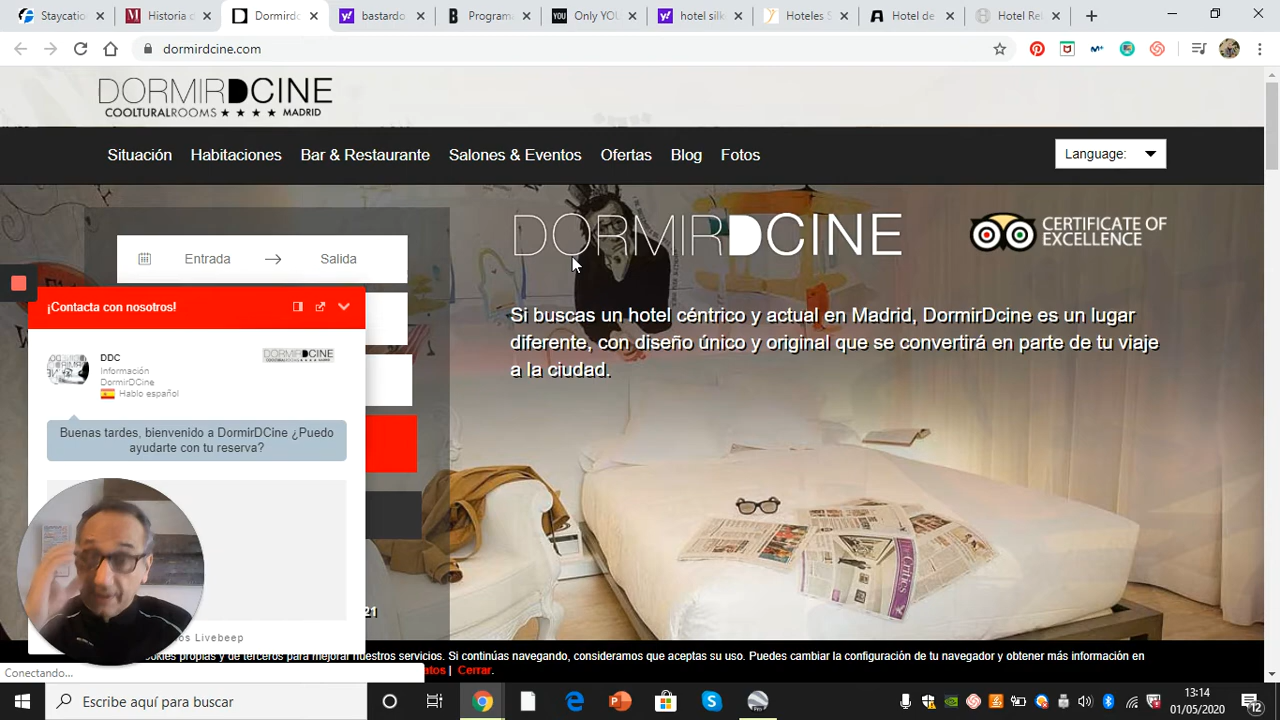 Staycatio
Historia c
Dormirdc
bastardo
Program
Only YOU
hotel silk
Hoteles S
Hotel de
Hotel Re
dormirdcine.com
DORMIRDCINE
COOLTURALROOMS ★ ★ ★ ★ MADRID
Situación Habitaciones Bar & Restaurante Salones & Eventos Ofertas Blog Fotos
Language:
DORMIRDCINE
CERTIFICATE OF
EXCELLENCE
Entrada → Salida
Si buscas un hotel céntrico y actual en Madrid, DormirDcine es un lugar
diferente, con diseño único y original que se convertirá en parte de tu viaje
a la ciudad.
¡Contacta con nosotros!
DDC
Información
DormirDCine
Hablo español
DORMIRDCINE
Buenas tardes, bienvenido a DormirDCine ¿Puedo
ayudarte con tu reserva?
21
os Livebeep
cookies propias y de terceros para mejorar nuestros servicios. Si continúas navegando, consideramos que aceptas su uso. Puedes cambiar la configuración de tu navegador y obtener más información en
atos | Cerrar.
Conectando...
Escribe aquí para buscar
13:14
01/05/2020
12